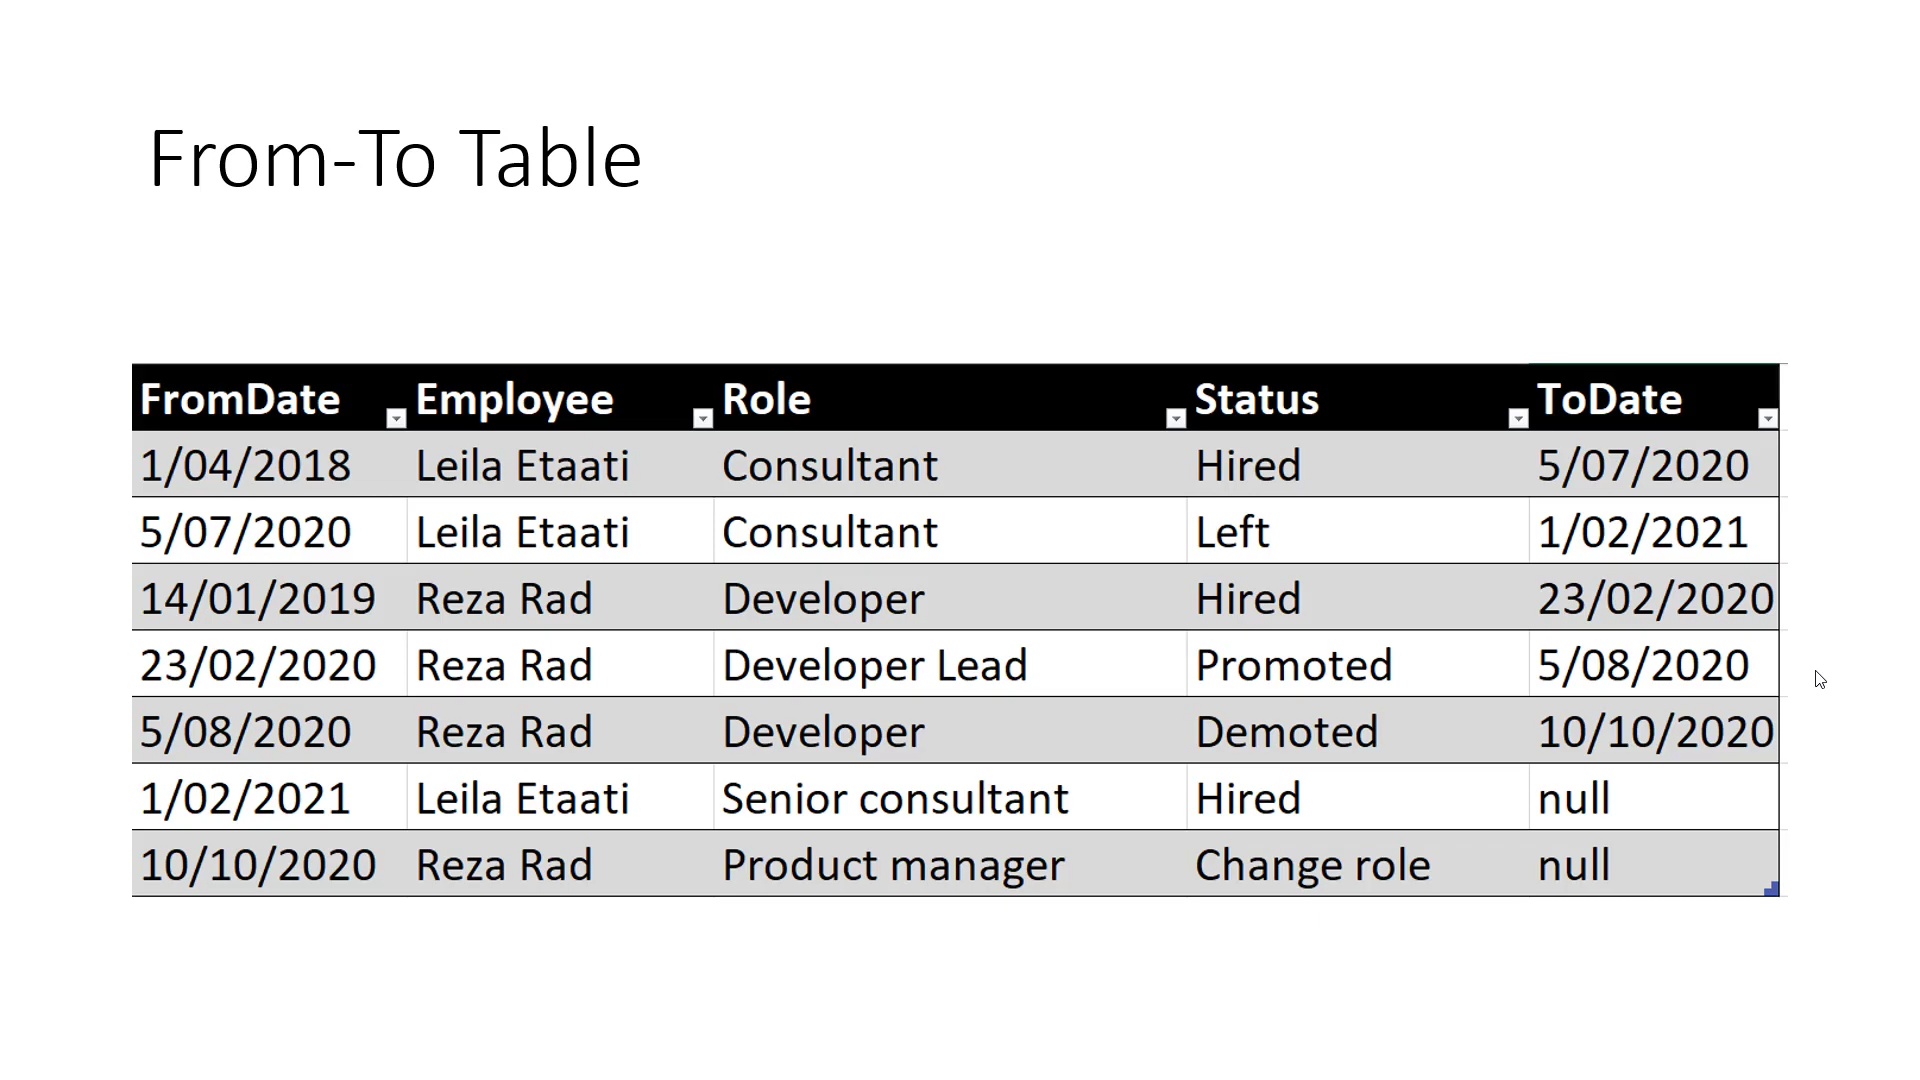 From-To Table
FromDate Employee Role Status ToDate
1/04/2018 Leila Etaati Consultant Hired 5/07/2020
5/07/2020 Leila Etaati Consultant Left 1/02/2021
14/01/2019 Reza Rad Developer Hired 23/02/2020
23/02/2020 Reza Rad Developer Lead Promoted 5/08/2020
5/08/2020 Reza Rad Developer Demoted 10/10/2020
1/02/2021 Leila Etaati Senior consultant Hired null
10/10/2020 Reza Rad Product manager Change role null